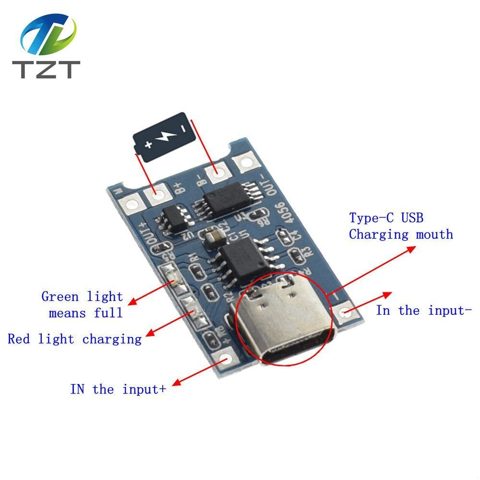 TZT
+ -
B+
B-
OUT+
OUT-
4056
Type-C USB
Charging mouth
Green light
means full
In the input-
Red light charging
IN the input+